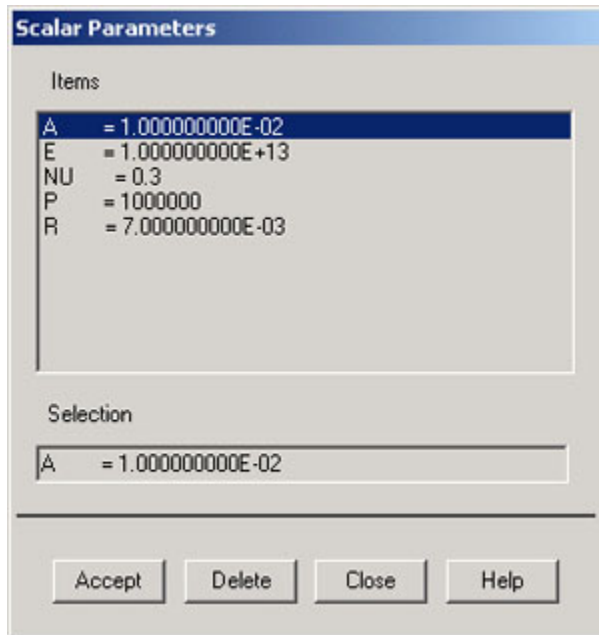 Scalar Parameters
Items
A = 1.000000000E-02
E = 1.000000000E+13
NU = 0.3
P = 1000000
R = 7.000000000E-03
Selection
A = 1.000000000E-02
Accept Delete Close Help